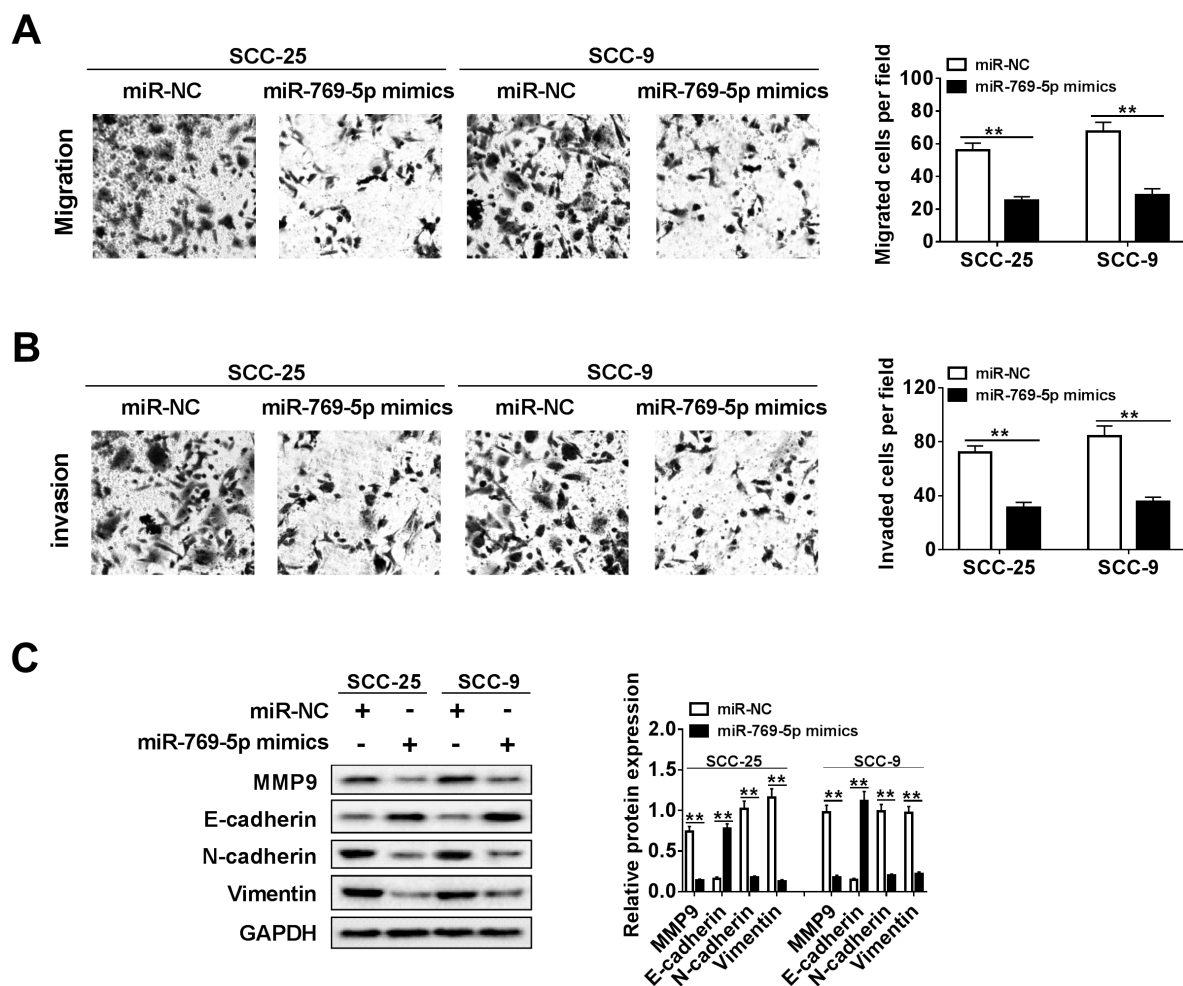 A
SCC-25
SCC-9
miR-NC
miR-769-5p mimics
miR-NC
miR-769-5p mimics
Migration
Migrated cells per field
100
80
60
40
20
0
miR-NC
miR-769-5p mimics
**
**
SCC-25
SCC-9
B
SCC-25
SCC-9
miR-NC
miR-769-5p mimics
miR-NC
miR-769-5p mimics
invasion
Invaded cells per field
120
80
40
0
miR-NC
miR-769-5p mimics
**
**
SCC-25
SCC-9
C
SCC-25 SCC-9
miR-NC + - + -
miR-769-5p mimics - + - +
MMP9
E-cadherin
N-cadherin
Vimentin
GAPDH
Relative protein expression
2.0
1.5
1.0
0.5
0.0
miR-NC
miR-769-5p mimics
SCC-25
SCC-9
** ** ** **
** ** ** **
MMP9
E-cadherin
N-cadherin
Vimentin
MMP9
E-cadherin
N-cadherin
Vimentin